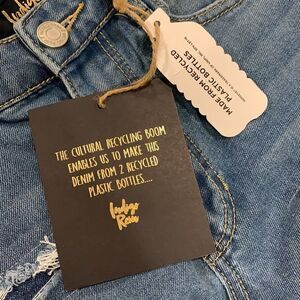 MADE FROM RECYCLED
PLASTIC BOTTLES
THE CULTURAL RECYCLING BOOM
ENABLES US TO MAKE THIS
DENIM FROM 2 RECYCLED
PLASTIC BOTTLES....
Indigo
Rein